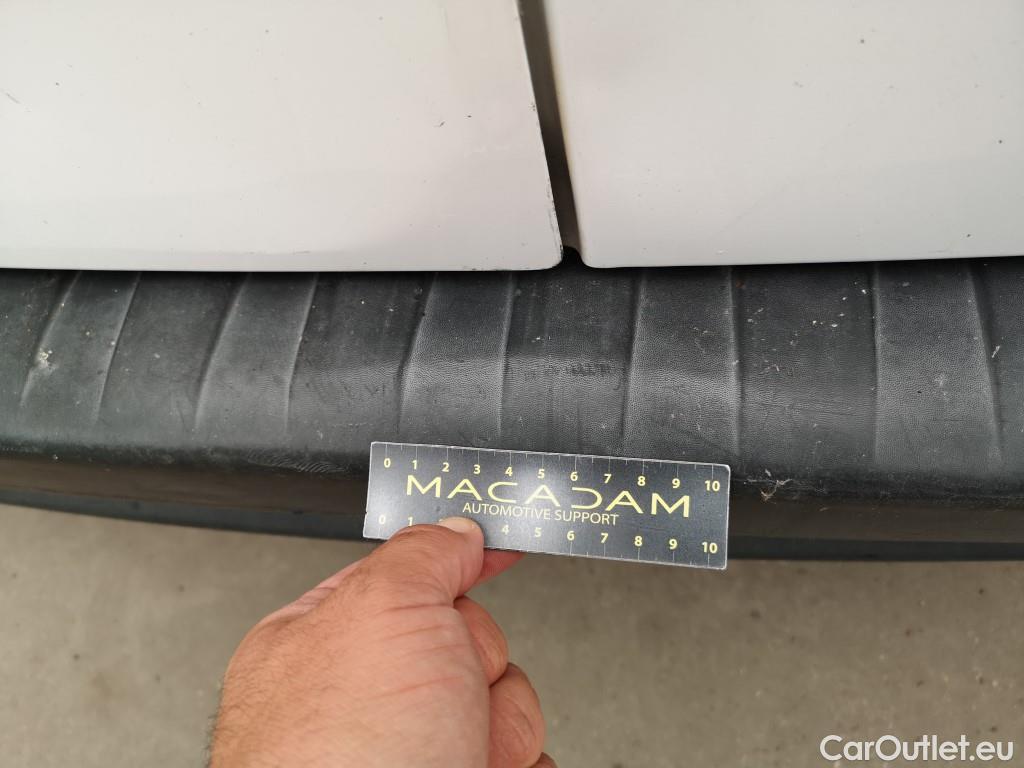 0 1 2 3 4 5 6 7 8 9 10
MACADAM
AUTOMOTIVE SUPPORT
0 1 4 5 6 7 8 9 10
CarOutlet.eu